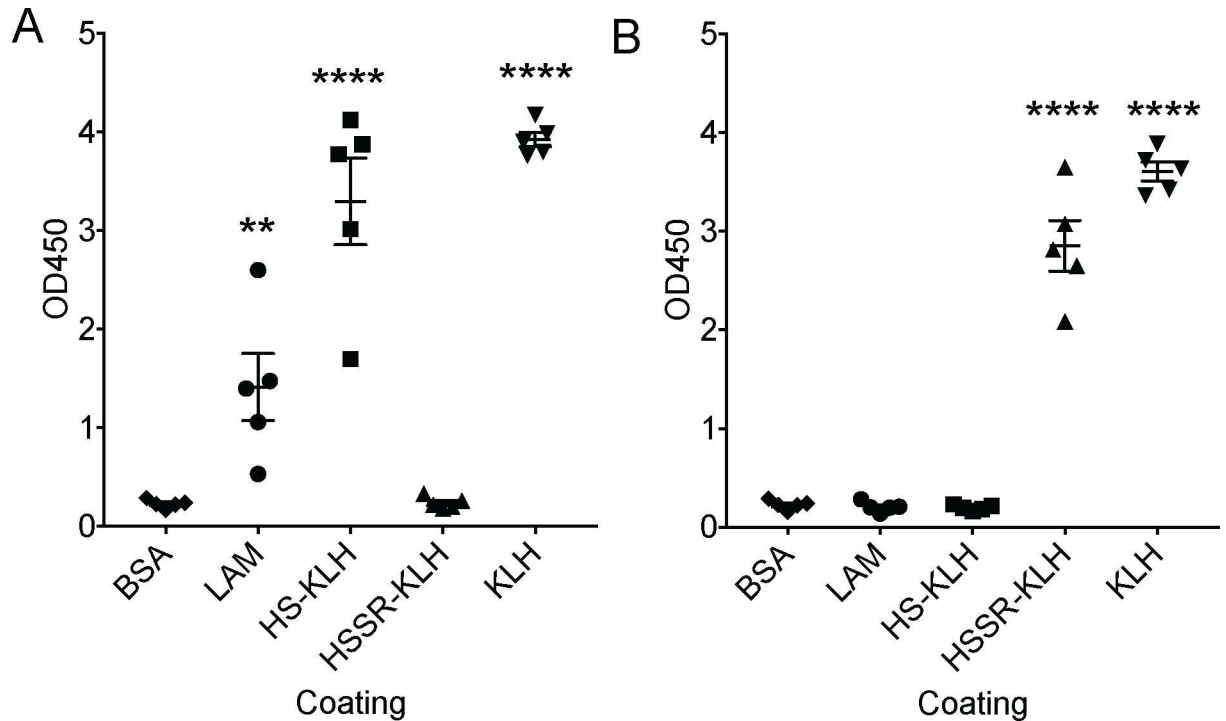 A
5
4
3
2
1
0
OD450
**
****
****
BSA
LAM
HS-KLH
HSSR-KLH
KLH
Coating
B
5
4
3
2
1
0
OD450
****
****
BSA
LAM
HS-KLH
HSSR-KLH
KLH
Coating